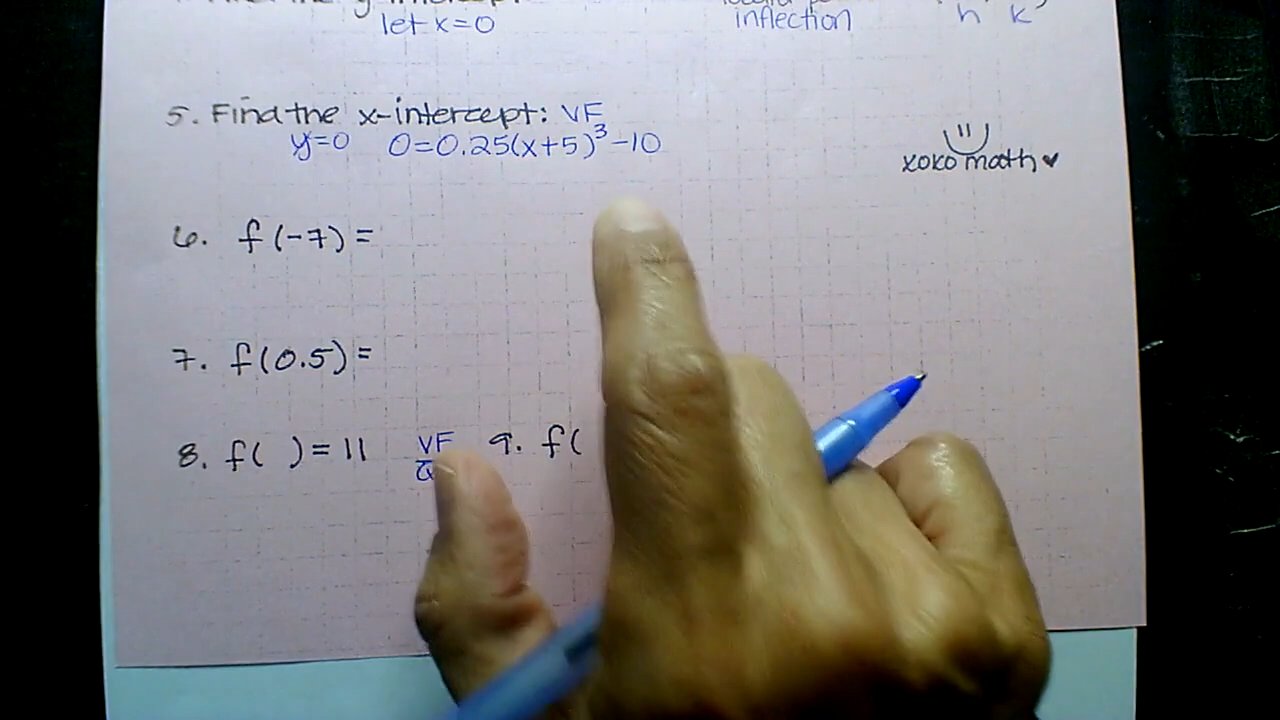 let x=0
inflection
h k
5. Find the x-intercept: VF
y=0 0=0.25(x+5)³-10
xoxo math ♥
6. f(-7)=
7. f(0.5)=
8. f( )=11 VF
9. f(